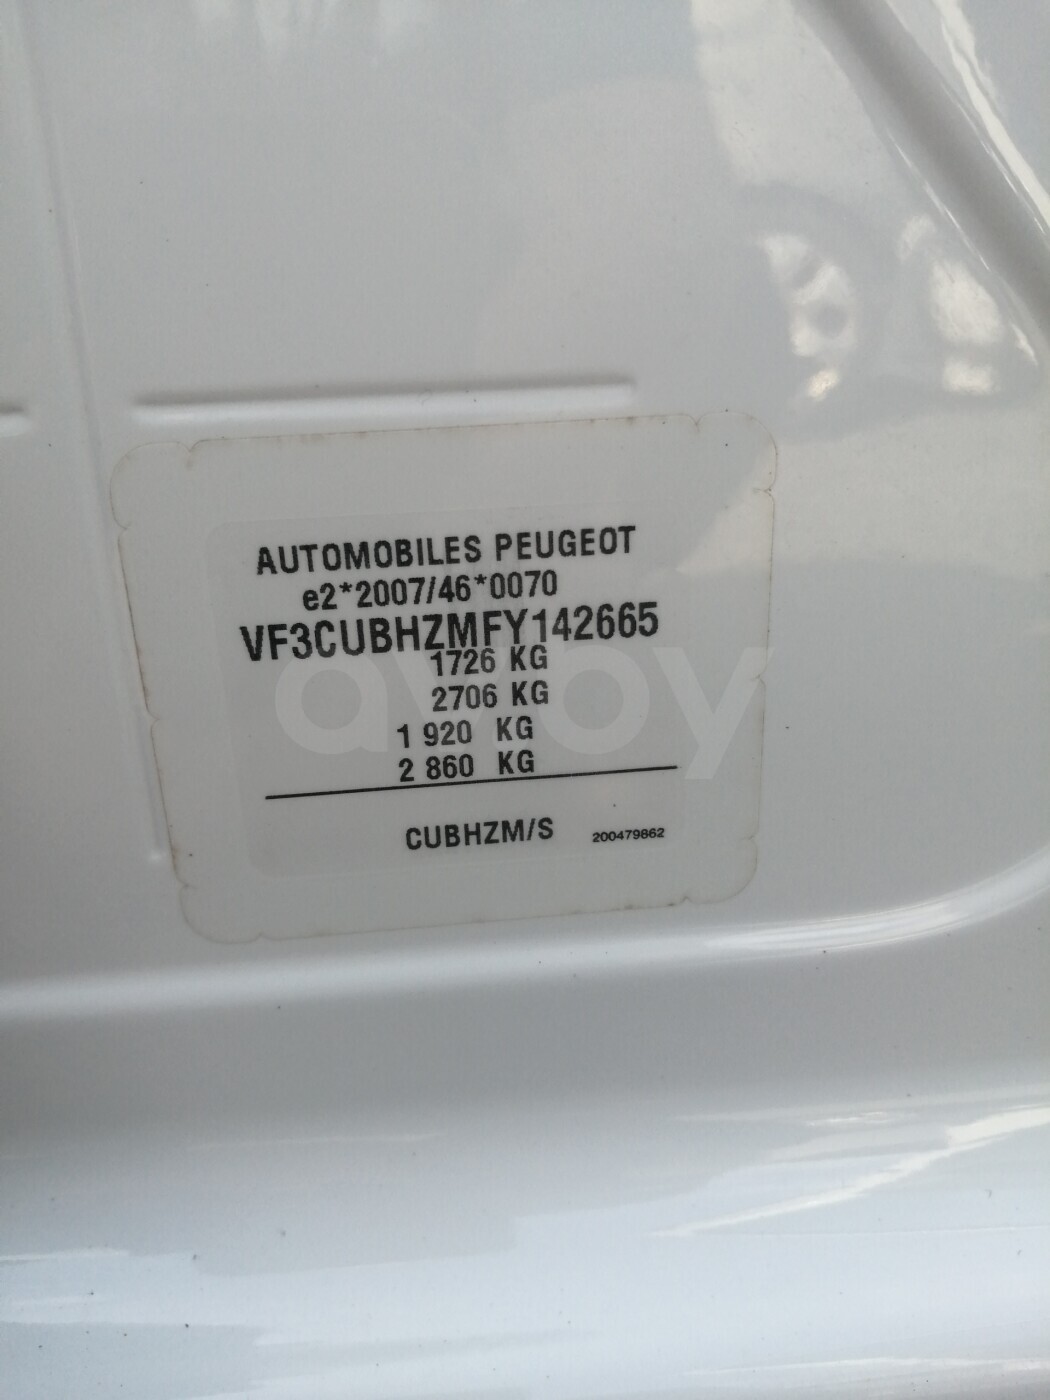 AUTOMOBILES PEUGEOT
e2*2007/46*0070
VF3CUBHZMFY142665
1726 KG
2706 KG
1 920 KG
2 860 KG
CUBHZM/S 200479862
avby